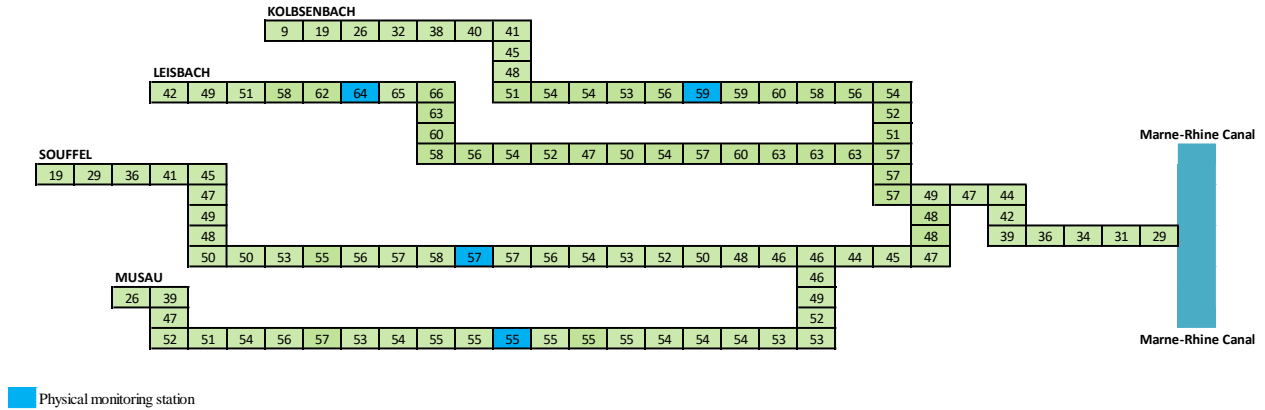 KOLBSENBACH
9 19 26 32 38 40 41
45
LEISBACH 48
42 49 51 58 62 64 65 66 51 54 54 53 56 59 59 60 58 56 54
63 52
60 51 Marne-Rhine Canal
SOUFFEL 58 56 54 52 47 50 54 57 60 63 63 63 57
19 29 36 41 45 57
47 57 49 47 44
49 48 42
48 48 39 36 34 31 29
50 50 53 55 56 57 58 57 57 56 54 53 52 50 48 46 46 44 45 47
MUSAU 46
26 39 49
47 52
52 51 54 56 57 53 54 55 55 55 55 55 55 54 54 54 53 53 Marne-Rhine Canal
Physical monitoring station